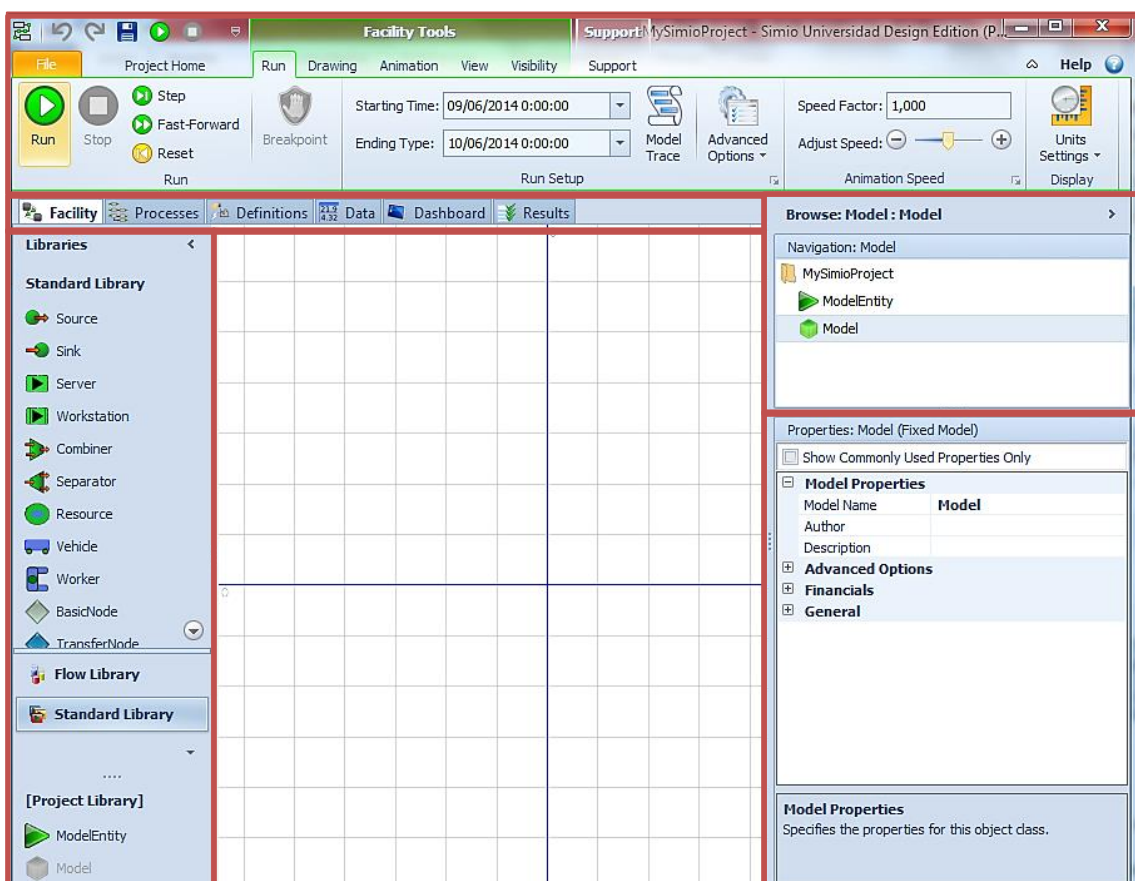 Facility Tools Support MySimioProject - Simio Universidad Design Edition (P...
File Project Home Run Drawing Animation View Visibility Support Help
Run
Stop
Step
Fast-Forward
Reset
Run
Breakpoint
Starting Time: 09/06/2014 0:00:00
Ending Type: 10/06/2014 0:00:00
Model
Trace
Advanced
Options
Run Setup
Speed Factor: 1,000
Adjust Speed:
Animation Speed
Units
Settings
Display
Facility Processes Definitions Data Dashboard Results
Libraries
Standard Library
Source
Sink
Server
Workstation
Combiner
Separator
Resource
Vehicle
Worker
BasicNode
TransferNode
Flow Library
Standard Library
....
[Project Library]
ModelEntity
Model
0
Browse: Model : Model
Navigation: Model
MySimioProject
ModelEntity
Model
Properties: Model (Fixed Model)
Show Commonly Used Properties Only
Model Properties
Model Name Model
Author
Description
Advanced Options
Financials
General
Model Properties
Specifies the properties for this object class.